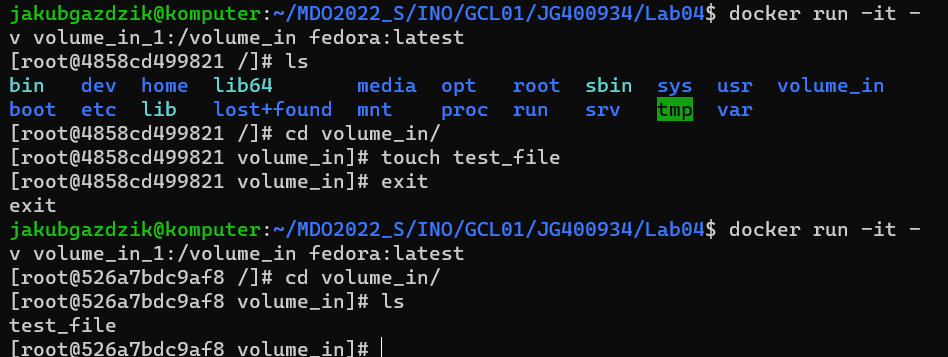 jakubgazdzik@komputer:~/MDO2022_S/INO/GCL01/JG400934/Lab04$ docker run -it -
v volume_in_1:/volume_in fedora:latest
[root@4858cd499821 /]# ls
bin   dev  home  lib64       media  opt   root  sbin  sys  usr  volume_in
boot  etc  lib   lost+found  mnt    proc  run   srv   tmp  var
[root@4858cd499821 /]# cd volume_in/
[root@4858cd499821 volume_in]# touch test_file
[root@4858cd499821 volume_in]# exit
exit
jakubgazdzik@komputer:~/MDO2022_S/INO/GCL01/JG400934/Lab04$ docker run -it -
v volume_in_1:/volume_in fedora:latest
[root@526a7bdc9af8 /]# cd volume_in/
[root@526a7bdc9af8 volume_in]# ls
test_file
[root@526a7bdc9af8 volume_in]#